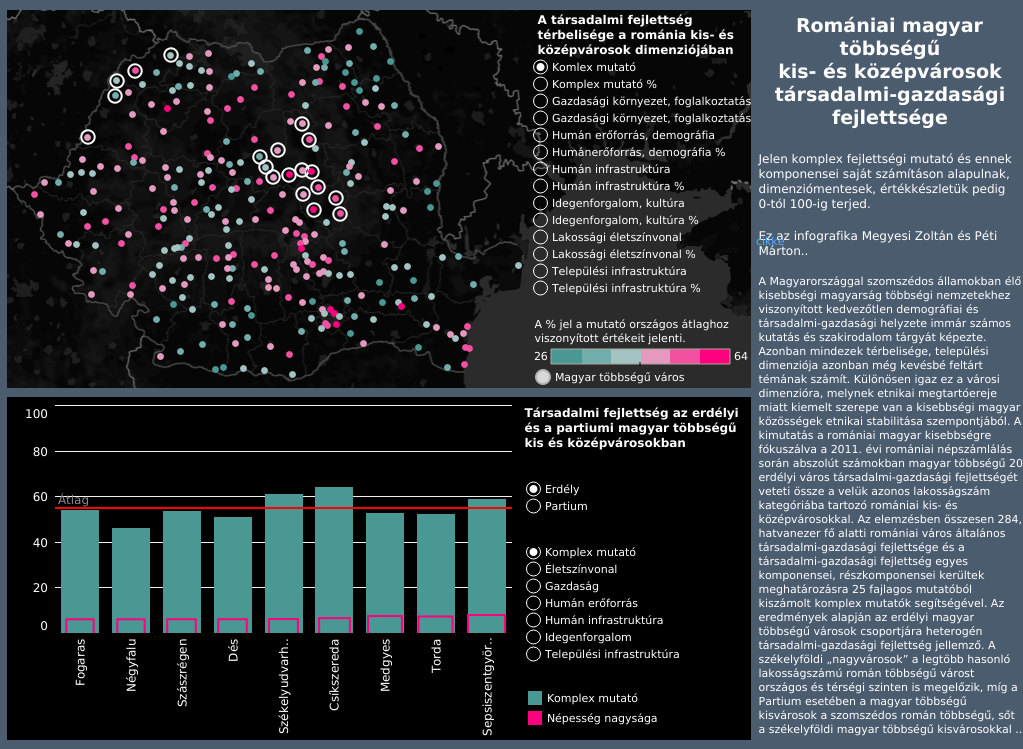 A társadalmi fejlettség
térbelisége a románia kis- és
középvárosok dimenziójában
Komlex mutató
Komplex mutató %
Gazdasági környezet, foglalkoztatás
Gazdasági környezet, foglalkoztatás
Humán erőforrás, demográfia
Humánerőforrás, demográfia %
Humán infrastruktúra
Humán infrastruktúra %
Idegenforgalom, kultúra
Idegenforgalom, kultúra %
Lakossági életszínvonal
Lakossági életszínvonal %
Települési infrastruktúra
Települési infrastruktúra %
A % jel a mutató országos átlaghoz
viszonyított értékeit jelenti.
26 64
Magyar többségű város
100
80
60
40
20
0
Átlag
Fogaras
Négyfalu
Szászrégen
Dés
Székelyudvarh..
Csíkszereda
Medgyes
Torda
Sepsiszentgyör..
Társadalmi fejlettség az erdélyi
és a partiumi magyar többségű
kis és középvárosokban
Erdély
Partium
Komplex mutató
Életszínvonal
Gazdaság
Humán erőforrás
Humán infrastruktúra
Idegenforgalom
Települési infrastruktúra
Komplex mutató
Népesség nagysága
Romániai magyar
többségű
kis- és középvárosok
társadalmi-gazdasági
fejlettsége
Jelen komplex fejlettségi mutató és ennek
komponensei saját számításon alapulnak,
dimenziómentesek, értékkészletük pedig
0-tól 100-ig terjed.
Ez az infografika Megyesi Zoltán és Péti
cikke
Márton..
A Magyarországgal szomszédos államokban élő
kisebbségi magyarság többségi nemzetekhez
viszonyított kedvezőtlen demográfiai és
társadalmi-gazdasági helyzete immár számos
kutatás és szakirodalom tárgyát képezte.
Azonban mindezek térbelisége, települési
dimenziója azonban még kevésbé feltárt
témának számít. Különösen igaz ez a városi
dimenzióra, melynek etnikai megtartóereje
miatt kiemelt szerepe van a kisebbségi magyar
közösségek etnikai stabilitása szempontjából. A
kimutatás a romániai magyar kisebbségre
fókuszálva a 2011. évi romániai népszámlálás
során abszolút számokban magyar többségű 20
erdélyi város társadalmi-gazdasági fejlettségét
veti össze a velük azonos lakosságszám
kategóriába tartozó romániai kis- és
középvárosokkal. Az elemzésben összesen 284,
hatvanezer fő alatti romániai város általános
társadalmi-gazdasági fejlettsége és a
társadalmi-gazdasági fejlettség egyes
komponensei, részkomponensei kerültek
meghatározásra 25 fajlagos mutatóból
kiszámolt komplex mutatók segítségével. Az
eredmények alapján az erdélyi magyar
többségű városok csoportjára heterogén
társadalmi-gazdasági fejlettség jellemző. A
székelyföldi „nagyvárosok” a legtöbb hasonló
lakosságszámú román többségű várost
országos és térségi szinten is megelőzik, míg a
Partium esetében a magyar többségű
kisvárosok a szomszédos román többségű, sőt
a székelyföldi magyar többségű kisvárosokkal ..